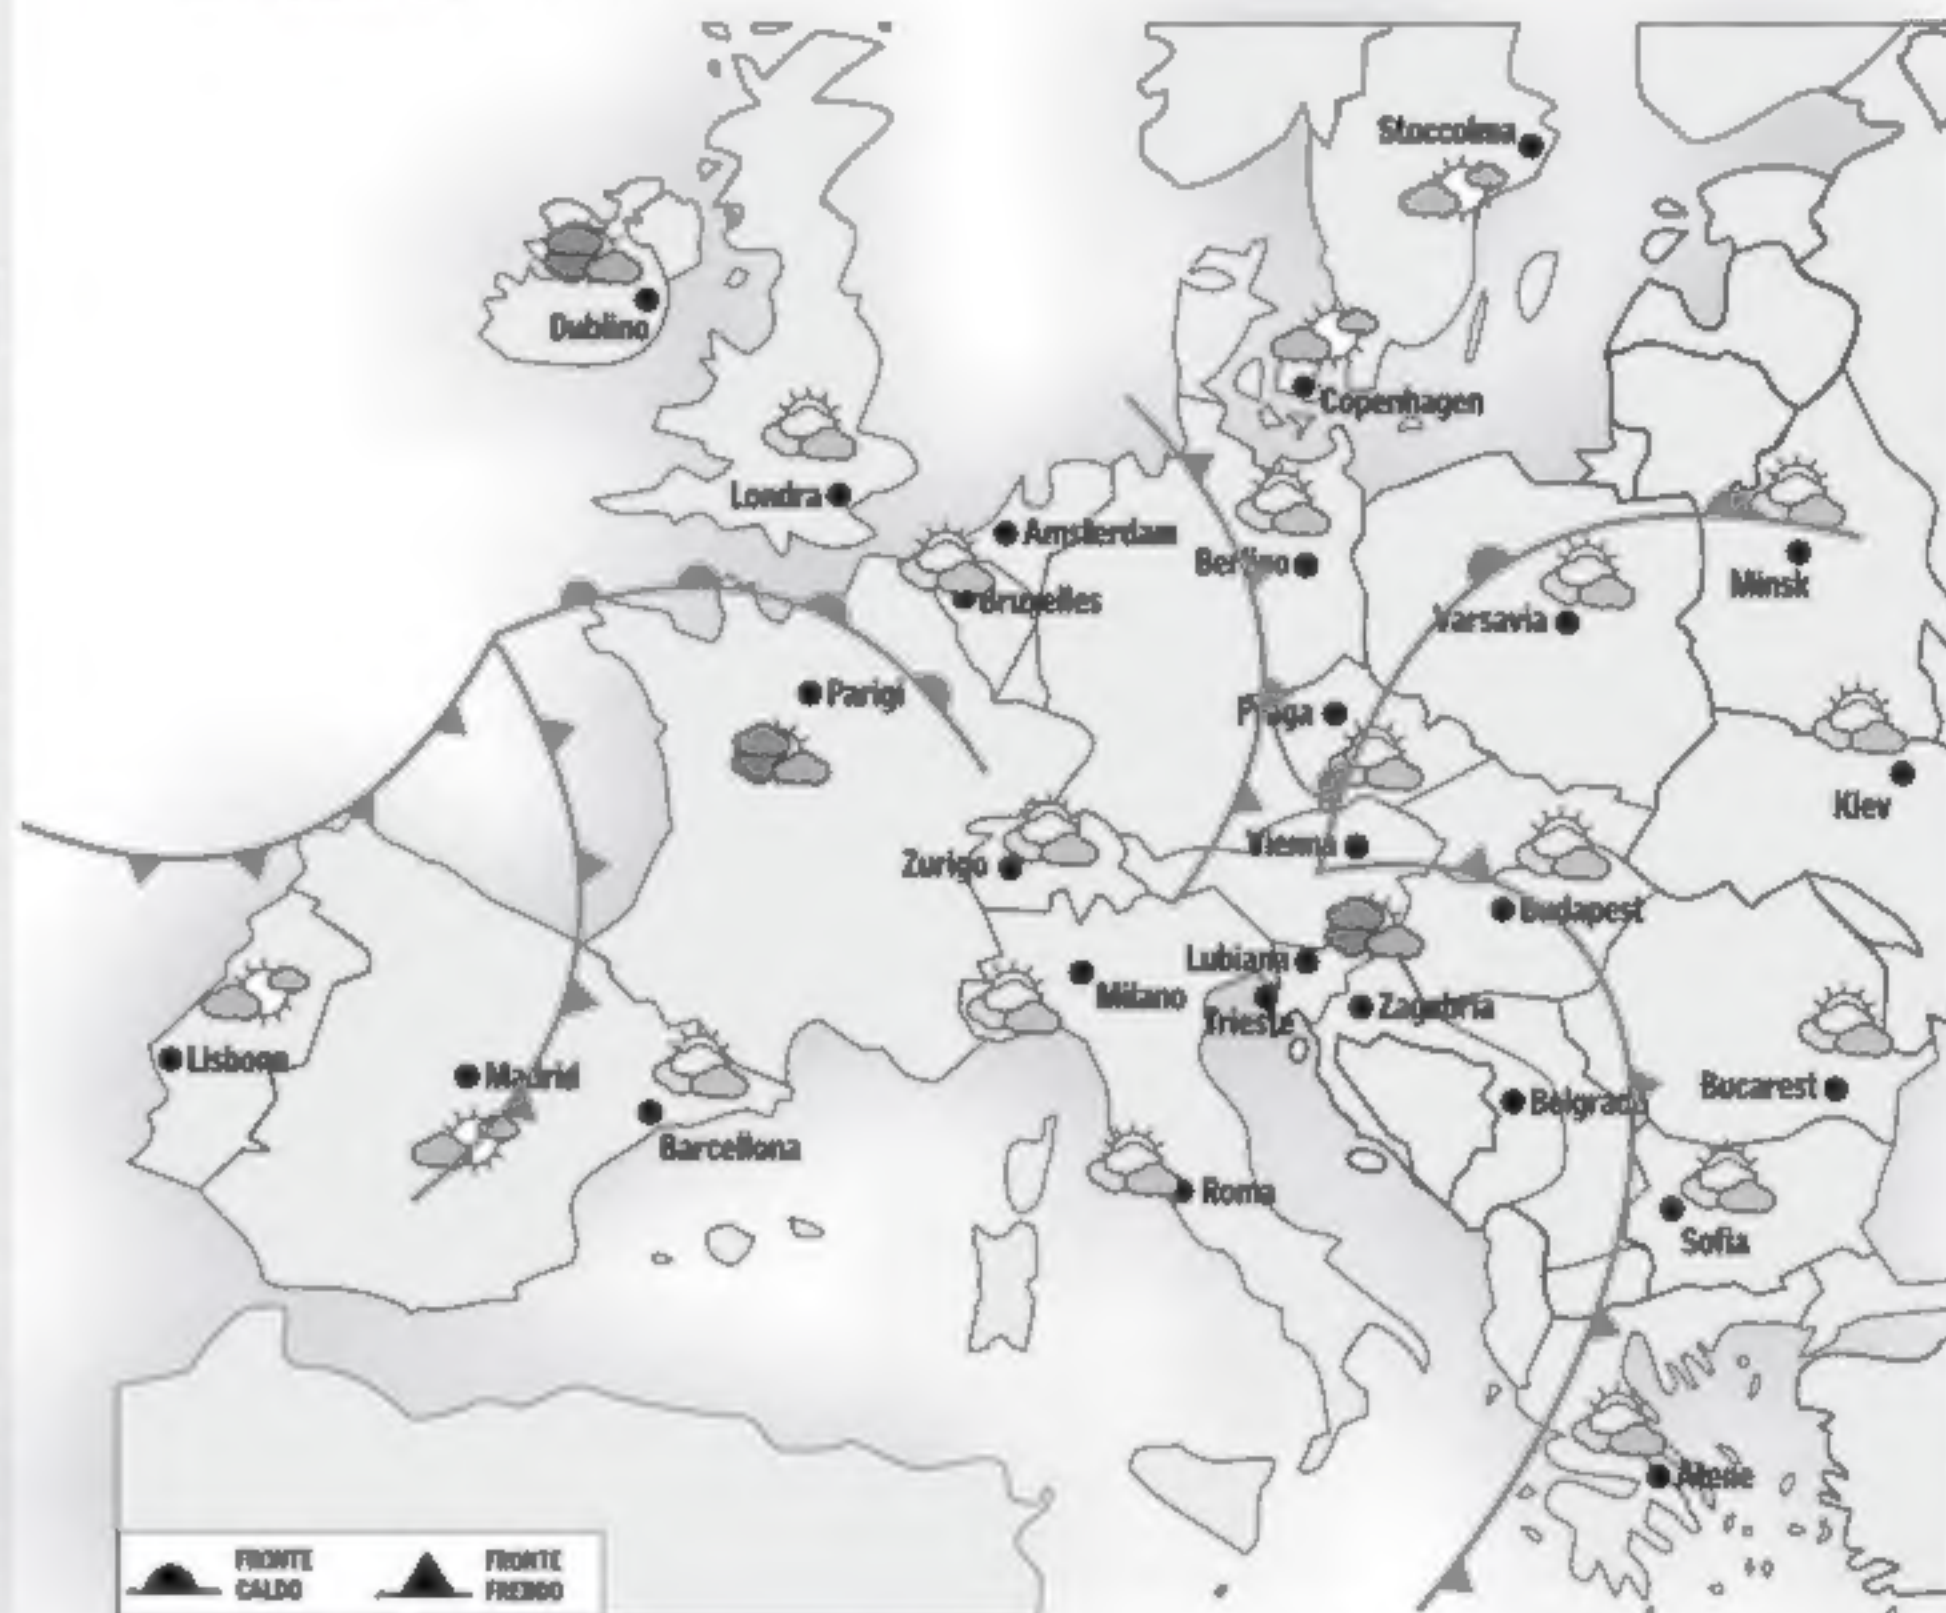 Stoccolma
Dublino
Copenhagen
Londra
Amsterdam
Berlino
Bruxelles
Minsk
Varsavia
Parigi
Praga
Kiev
Vienna
Zurigo
Budapest
Lubiana
Milano
Zagabria
Trieste
Lisbona
Madrid
Bucarest
Belgrado
Barcellona
Roma
Sofia
Atene
FRONTE
CALDO
FRONTE
FREDDO